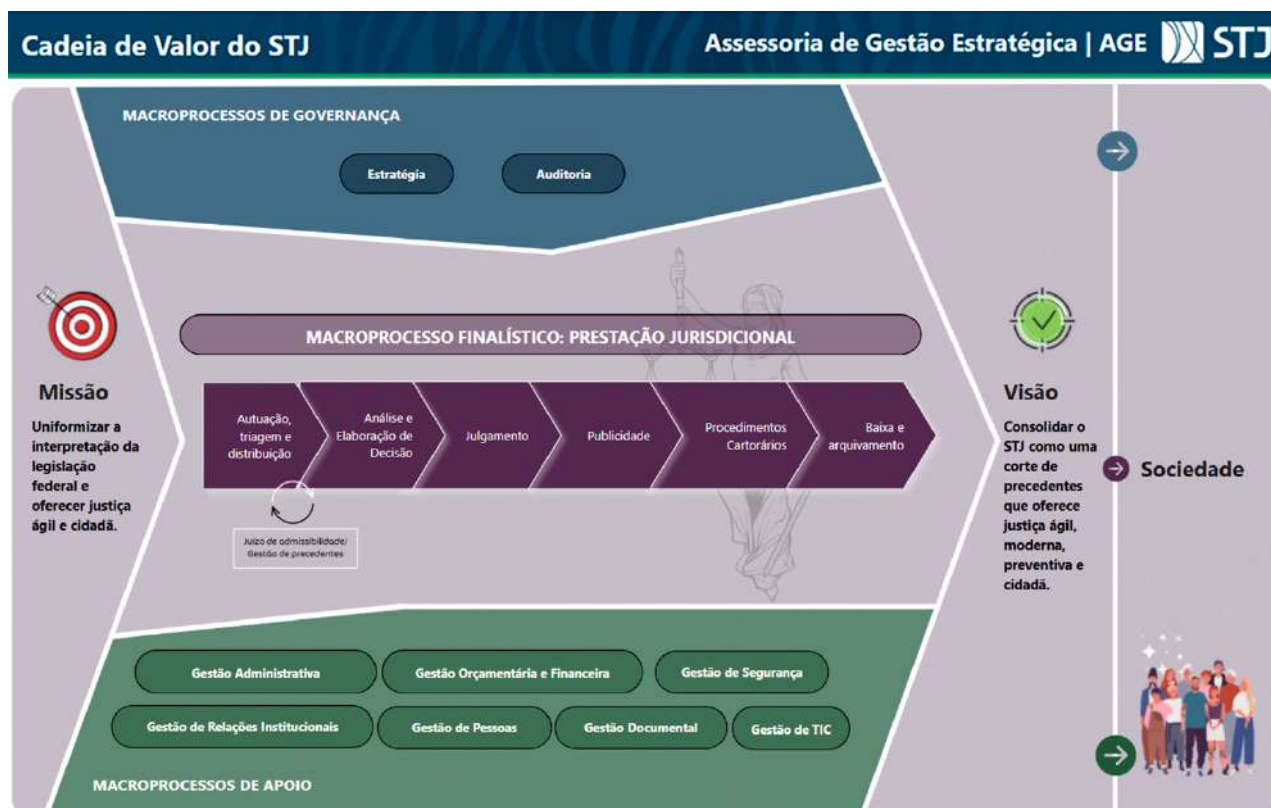 Cadeia de Valor do STJ
Assessoria de Gestão Estratégica | AGE
STJ
MACROPROCESSOS DE GOVERNANÇA
Estratégia
Auditoria
Missão
Uniformizar a
interpretação da
legislação
federal e
oferecer justiça
ágil e cidadã.
MACROPROCESSO FINALÍSTICO: PRESTAÇÃO JURISDICIONAL
Autuação,
triagem e
distribuição
Análise e
Elaboração de
Decisão
Julgamento
Publicidade
Procedimentos
Cartorários
Baixa e
arquivamento
Juízo de admissibilidade/
Gestão de precedentes
Visão
Consolidar o
STJ como uma
corte de
precedentes
que oferece
justiça ágil,
moderna,
preventiva e
cidadã.
Sociedade
Gestão Administrativa
Gestão Orçamentária e Financeira
Gestão de Segurança
Gestão de Relações Institucionais
Gestão de Pessoas
Gestão Documental
Gestão de TIC
MACROPROCESSOS DE APOIO